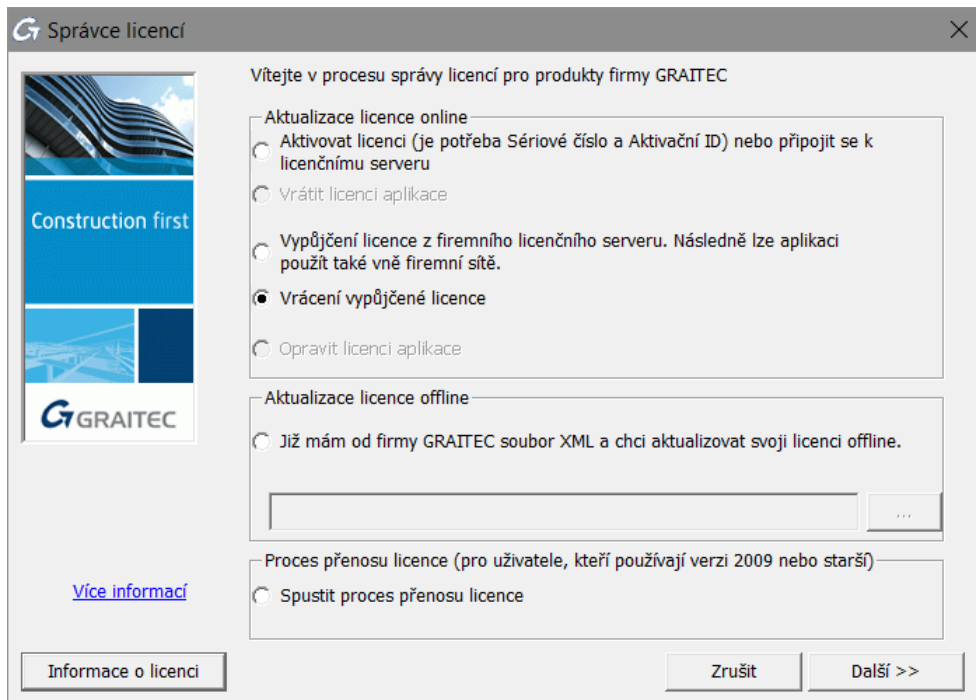 Správce licencí
Vítejte v procesu správy licencí pro produkty firmy GRAITEC
Aktualizace licence online
Aktivovat licenci (je potřeba Sériové číslo a Aktivační ID) nebo připojit se k
licenčnímu serveru
Vrátit licenci aplikace
Construction first
Vypůjčení licence z firemního licenčního serveru. Následně lze aplikaci
použít také vně firemní sítě.
Vrácení vypůjčené licence
Opravit licenci aplikace
GRAITEC
Aktualizace licence offline
Již mám od firmy GRAITEC soubor XML a chci aktualizovat svoji licenci offline.
...
Proces přenosu licence (pro uživatele, kteří používají verzi 2009 nebo starší)
Spustit proces přenosu licence
Více informací
Informace o licenci
Zrušit
Další >>